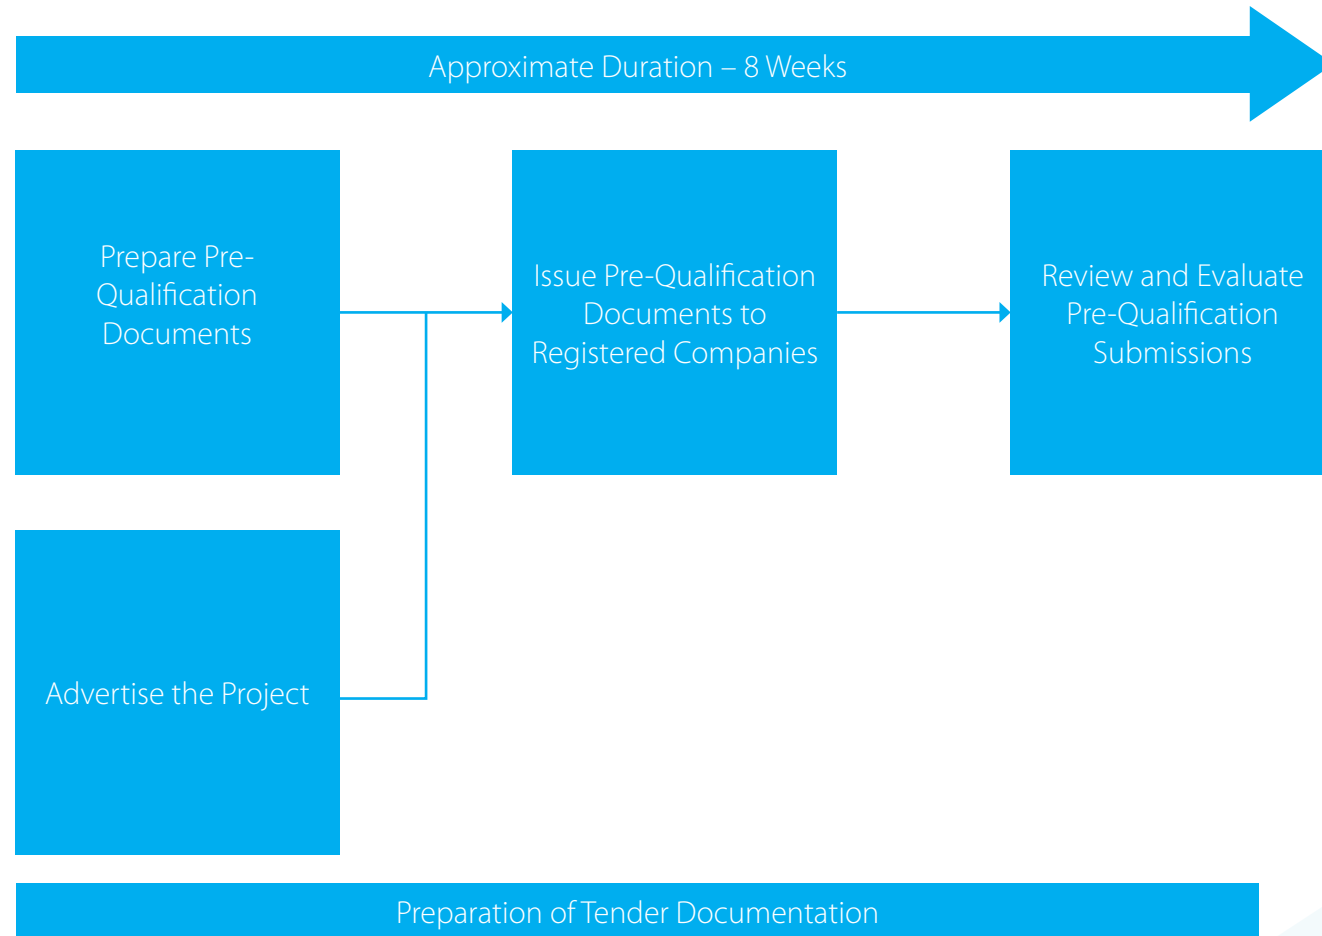 Approximate Duration – 8 Weeks
Prepare Pre-
Qualification
Documents
Issue Pre-Qualification
Documents to
Registered Companies
Review and Evaluate
Pre-Qualification
Submissions
Advertise the Project
Preparation of Tender Documentation